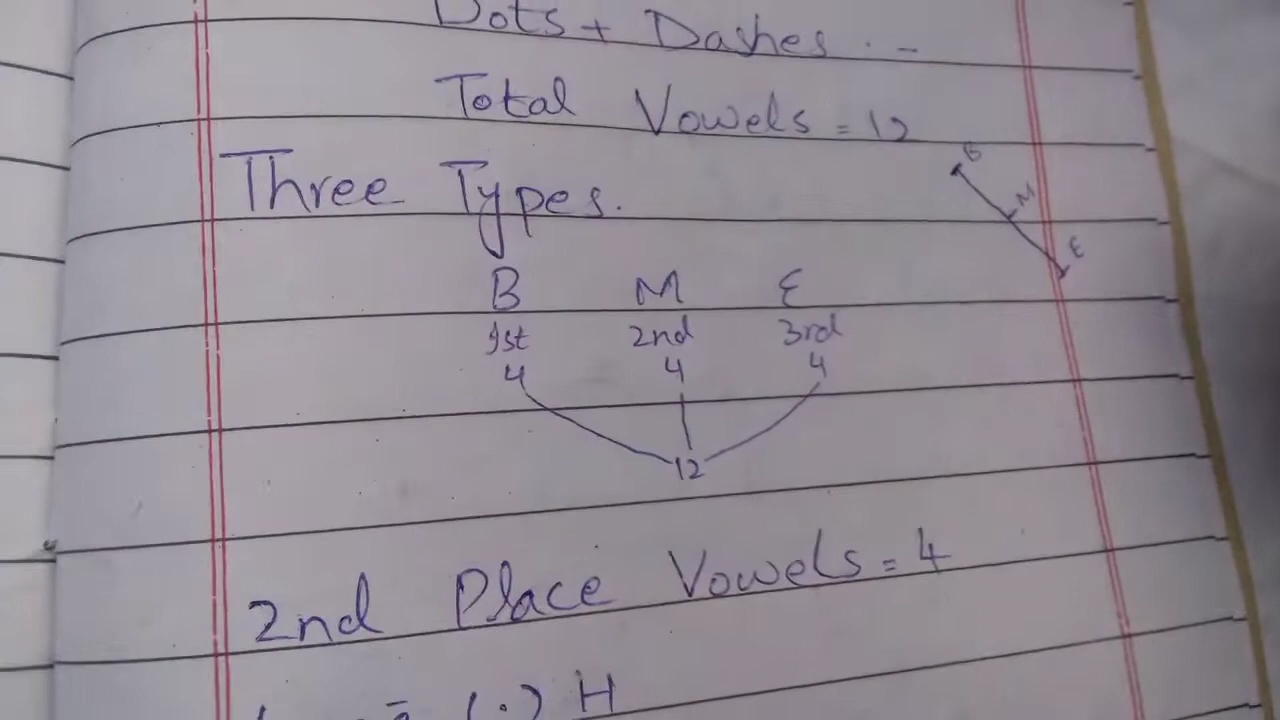 Dots + Dashes . -
Total Vowels = 12
Three Types.
B
M
E
B M E
1st 2nd 3rd
4 4 4
12
2nd Place Vowels = 4
(.) H